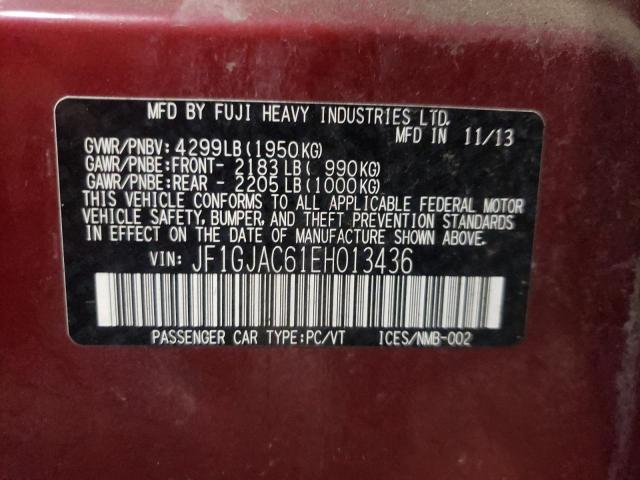 MFD BY FUJI HEAVY INDUSTRIES LTD.
MFD IN 11/13
GVWR/PNBV: 4299LB (1950KG)
GAWR/PNBE:FRONT- 2183 LB ( 990KG)
GAWR/PNBE:REAR - 2205 LB (1000KG)
THIS VEHICLE CONFORMS TO ALL APPLICABLE FEDERAL MOTOR
VEHICLE SAFETY, BUMPER, AND THEFT PREVENTION STANDARDS
IN EFFECT ON THE DATE OF MANUFACTURE SHOWN ABOVE.
VIN: JF1GJAC61EH013436
PASSENGER CAR TYPE:PC/VT ICES/NMB-002